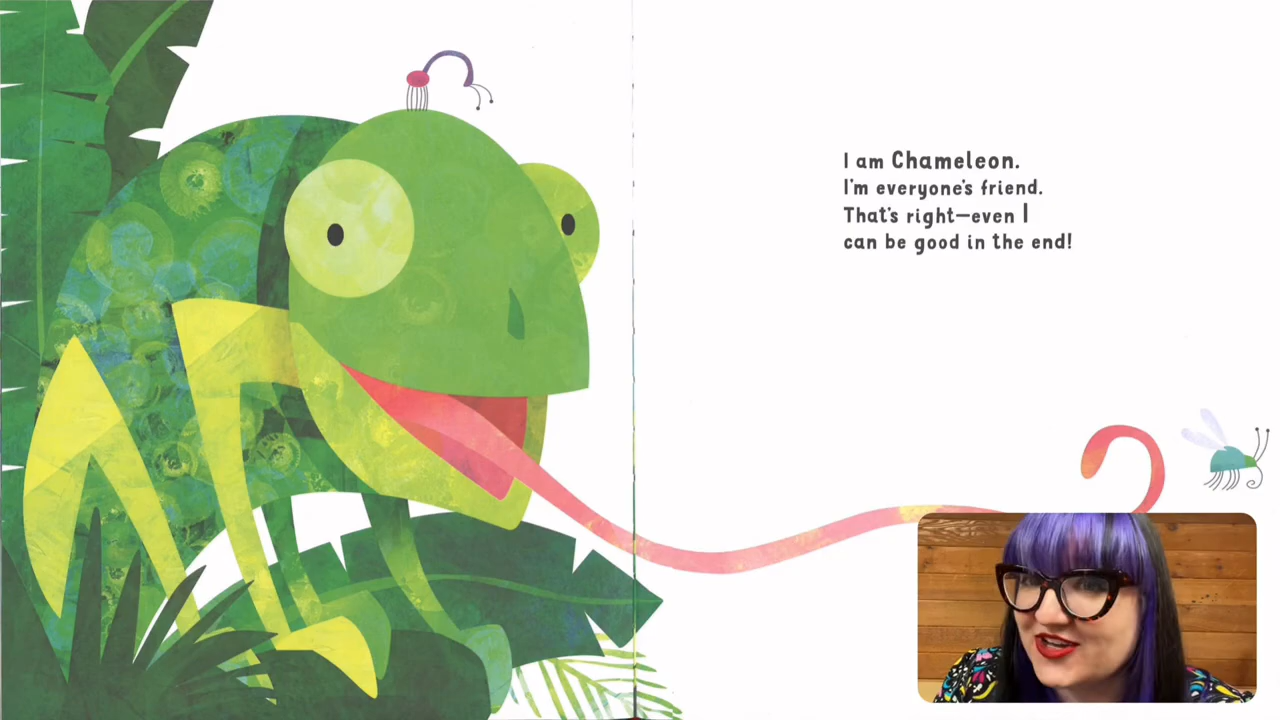 I am Chameleon.
I'm everyone's friend.
That's right—even I
can be good in the end!